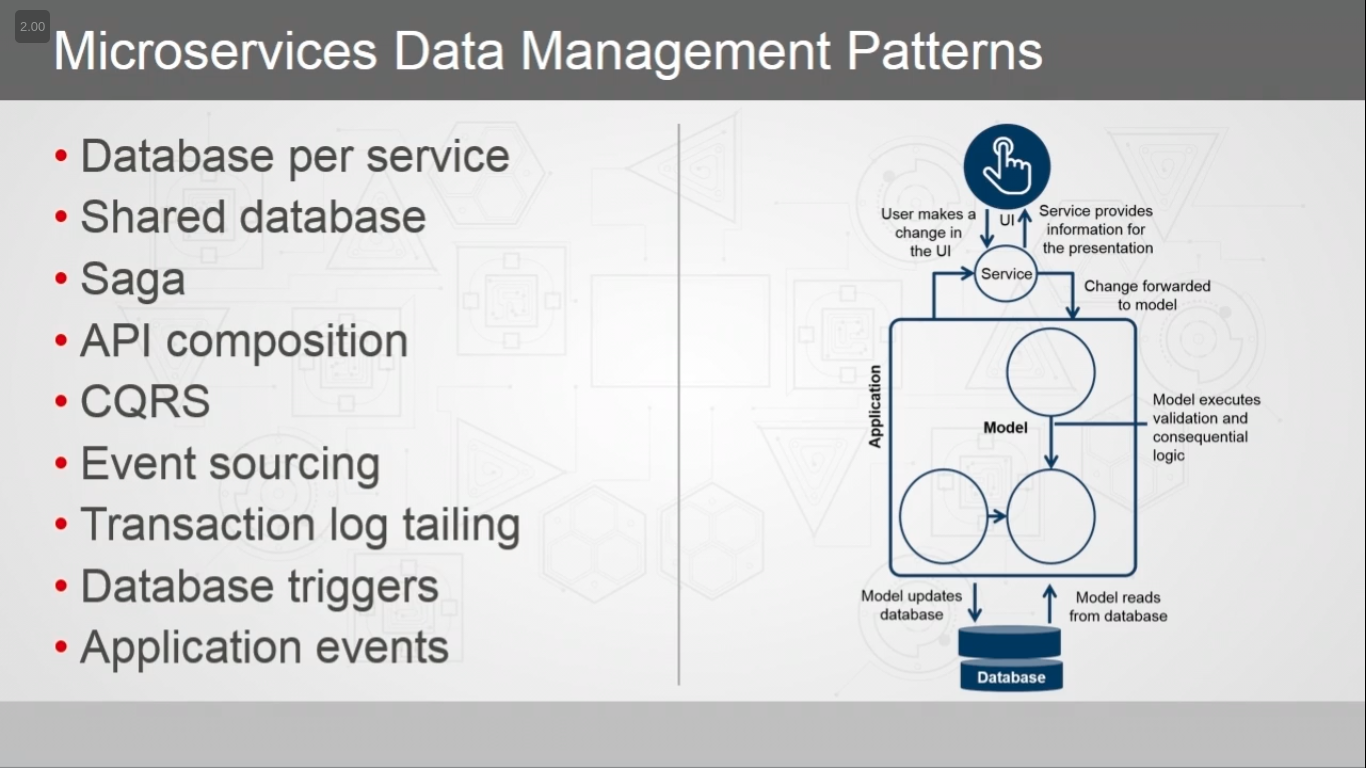 2.00
Microservices Data Management Patterns
• Database per service
• Shared database
• Saga
• API composition
• CQRS
• Event sourcing
• Transaction log tailing
• Database triggers
• Application events
User makes a
change in
the UI
UI
Service provides
information for
the presentation
Service
Change forwarded
to model
Application
Model
Model executes
validation and
consequential
logic
Model updates
database
Model reads
from database
Database